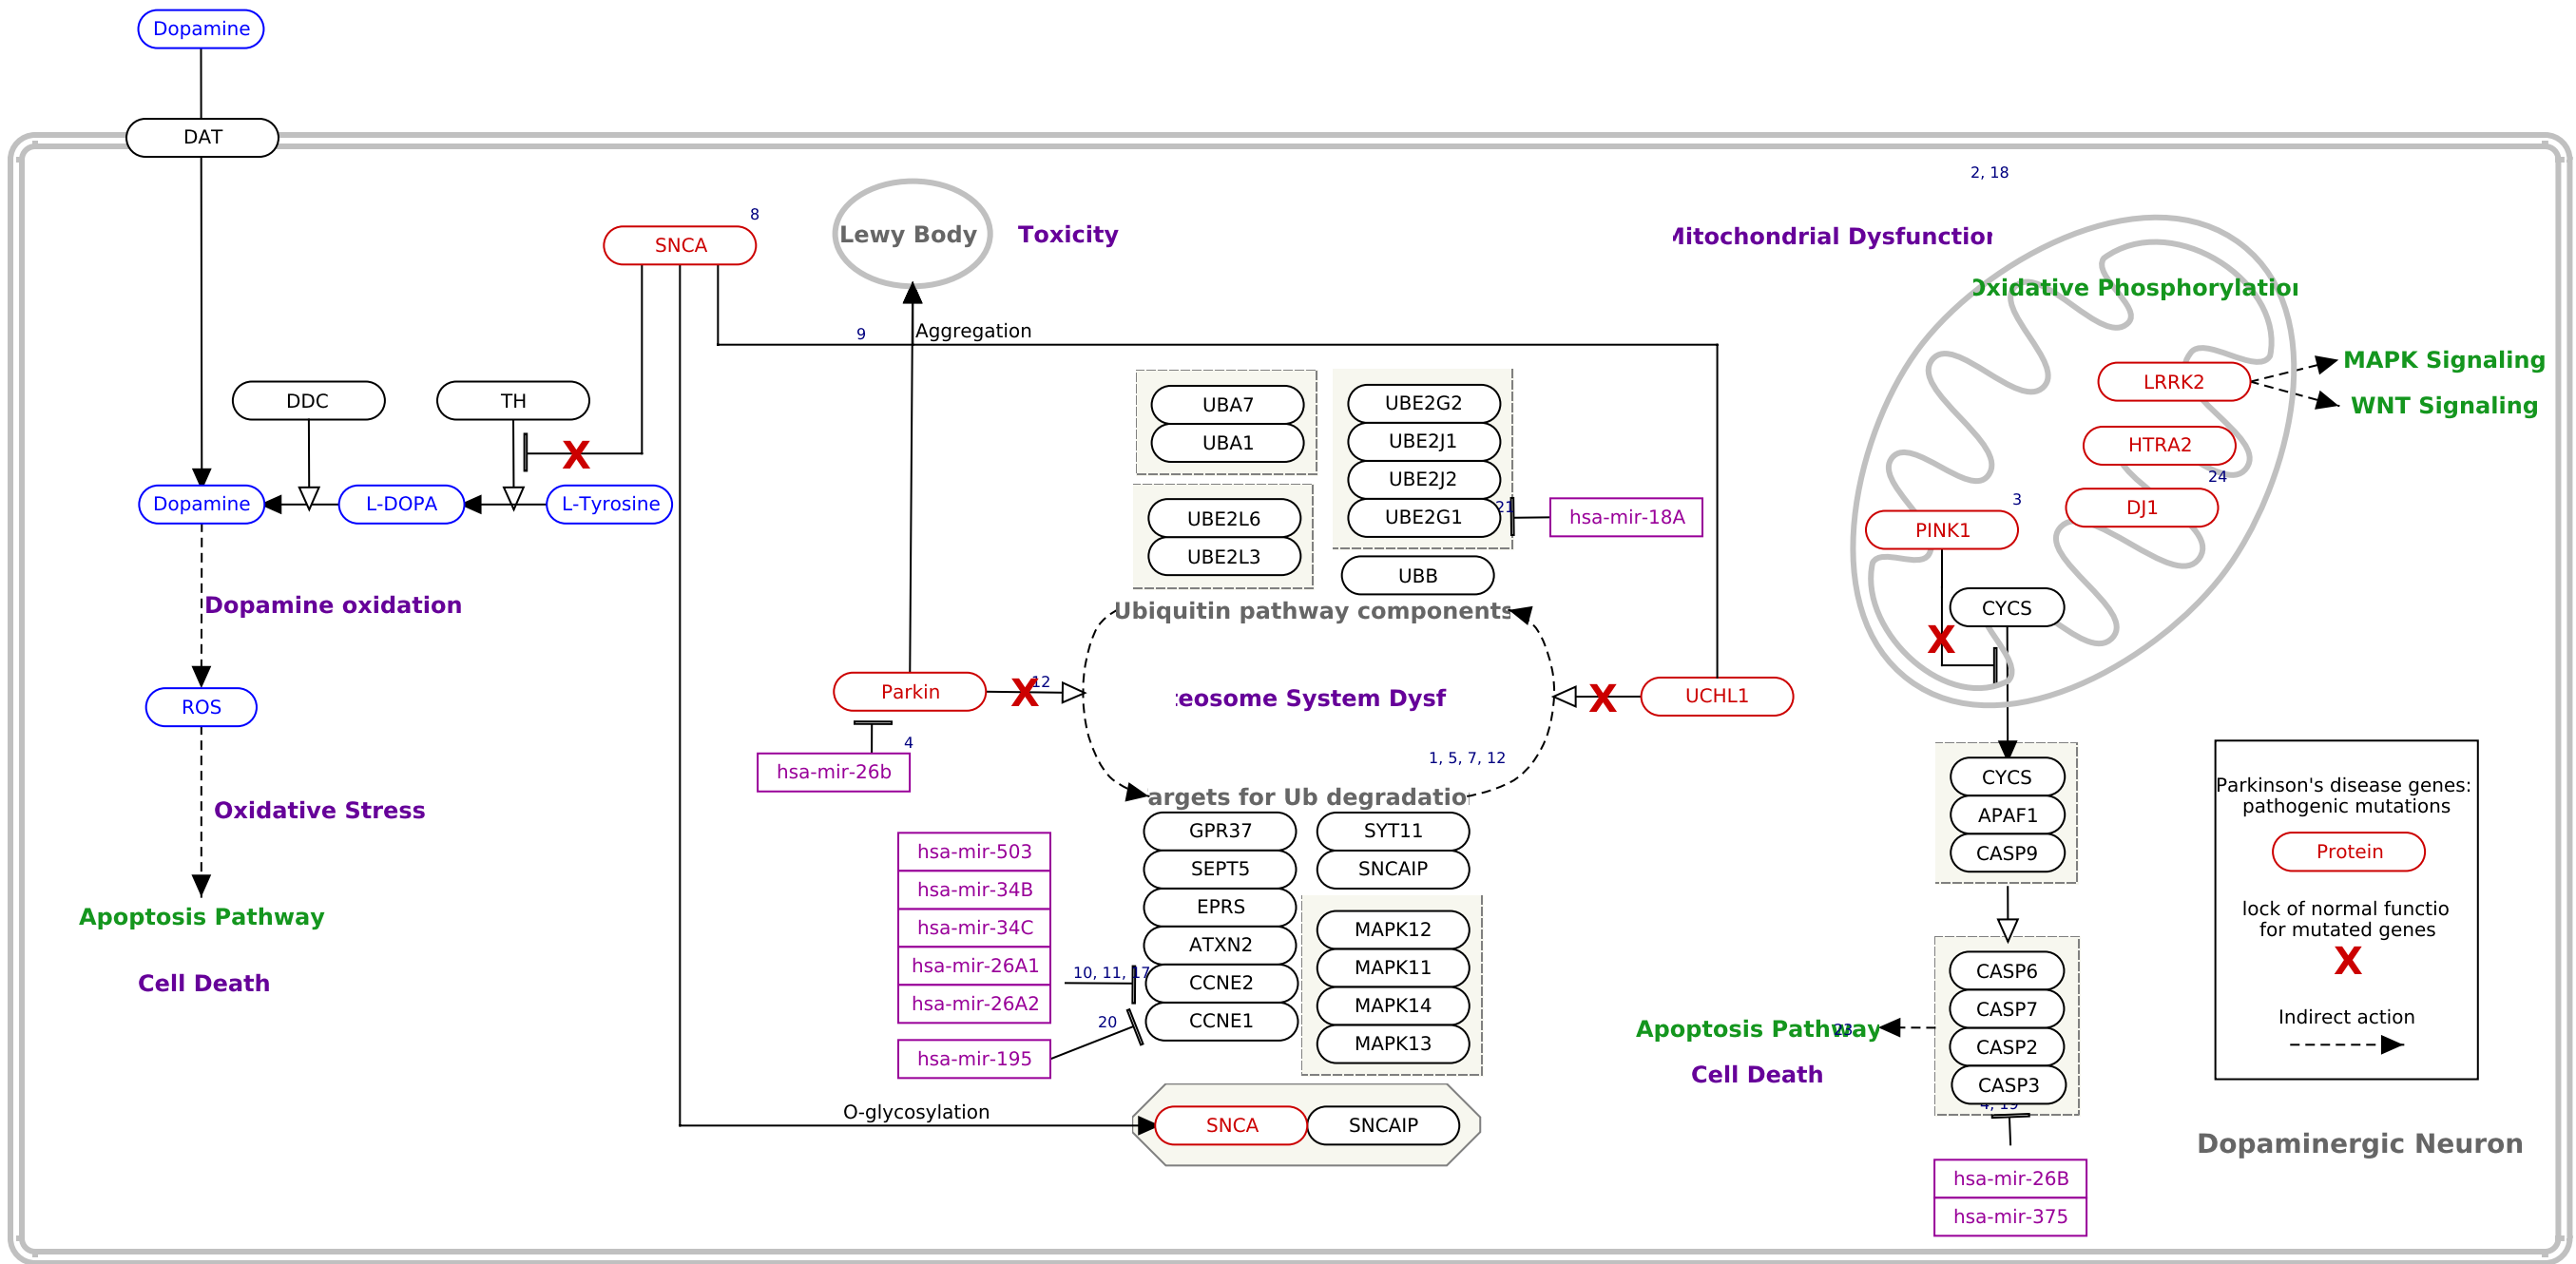 Dopamine
DAT
2, 18
8
SNCA
Lewy Body
Toxicity
Mitochondrial Dysfunction
Oxidative Phosphorylation
9
Aggregation
MAPK Signaling
WNT Signaling
LRRK2
HTRA2
24
DJ1
3
PINK1
CYCS
X
DDC
TH
X
Dopamine
L-DOPA
L-Tyrosine
UBA7
UBA1
UBE2L6
UBE2L3
UBE2G2
UBE2J1
UBE2J2
UBE2G1
21
hsa-mir-18A
UBB
Ubiquitin pathway components
Dopamine oxidation
ROS
Oxidative Stress
Apoptosis Pathway
Cell Death
Parkin
X
12
eosome System Dysf
X
UCHL1
4
hsa-mir-26b
1, 5, 7, 12
argets for Ub degradatio
GPR37
SEPT5
EPRS
ATXN2
CCNE2
CCNE1
SYT11
SNCAIP
MAPK12
MAPK11
MAPK14
MAPK13
hsa-mir-503
hsa-mir-34B
hsa-mir-34C
hsa-mir-26A1
hsa-mir-26A2
10, 11, 17
20
hsa-mir-195
O-glycosylation
SNCA
SNCAIP
CYCS
APAF1
CASP9
CASP6
CASP7
CASP2
CASP3
4, 19
Apoptosis Pathway
23
Cell Death
hsa-mir-26B
hsa-mir-375
Parkinson's disease genes:
pathogenic mutations
Protein
lock of normal functio
for mutated genes
X
Indirect action
Dopaminergic Neuron